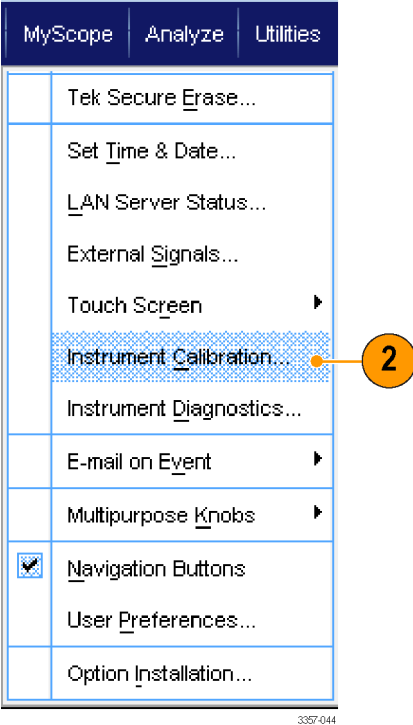 MyScope Analyze Utilities
Tek Secure Erase...
Set Time & Date...
LAN Server Status...
External Signals...
Touch Screen
Instrument Calibration...
2
Instrument Diagnostics...
E-mail on Event
Multipurpose Knobs
Navigation Buttons
User Preferences...
Option Installation...
3357-044